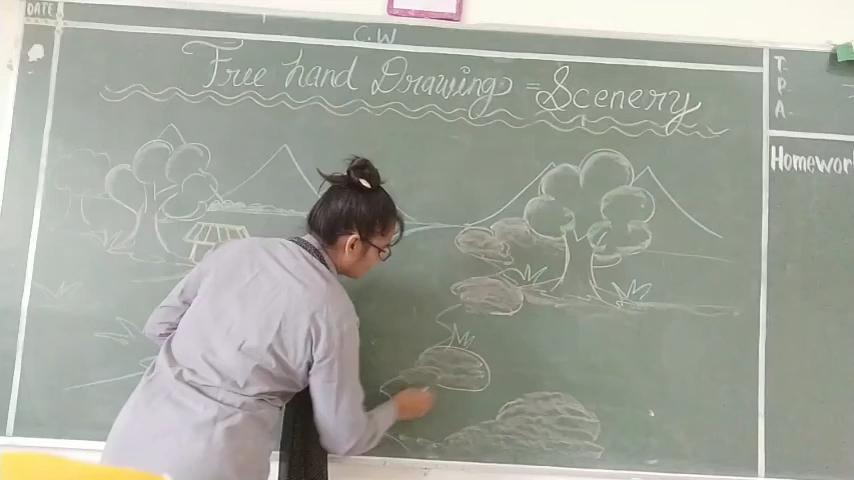 DATE
C.W
Free hand Drawing = Scenery
T.
P.
A.
Homewor